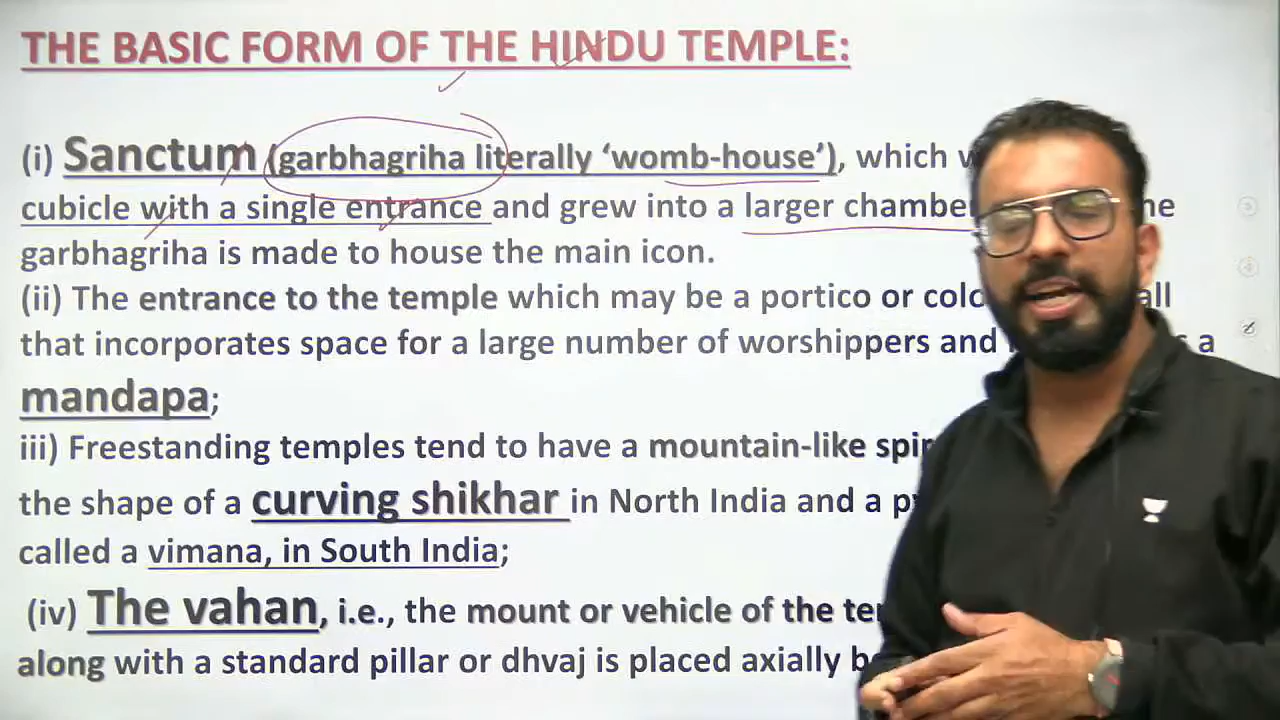 THE BASIC FORM OF THE HINDU TEMPLE:
(i) Sanctum (garbhagriha literally ‘womb-house’), which
cubicle with a single entrance and grew into a larger chamber
garbhagriha is made to house the main icon.
(ii) The entrance to the temple which may be a portico or
that incorporates space for a large number of worshippers and a
mandapa;
iii) Freestanding temples tend to have a mountain-like
the shape of a curving shikhar in North India and a
called a vimana, in South India;
(iv) The vahan, i.e., the mount or vehicle of the
along with a standard pillar or dhvaj is placed axially